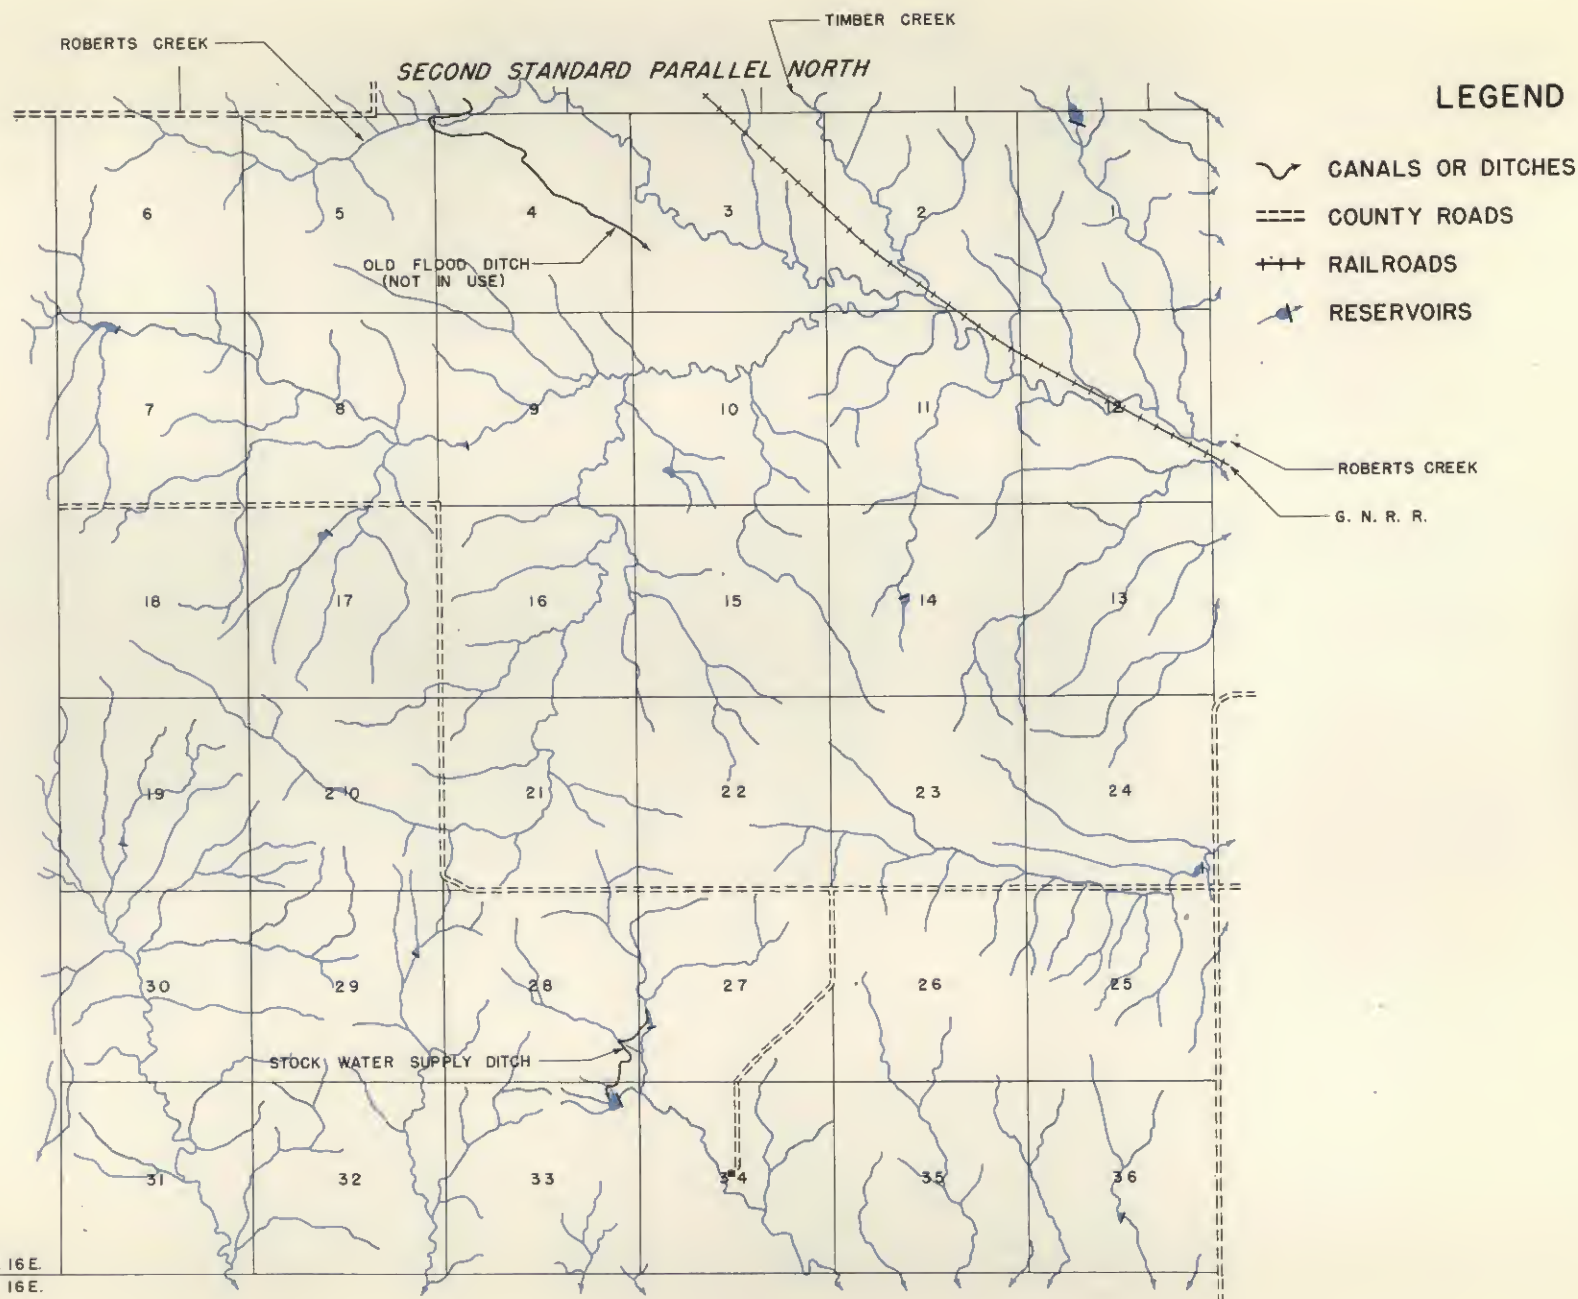 TIMBER CREEK
ROBERTS CREEK
SECOND STANDARD PARALLEL NORTH
LEGEND
CANALS OR DITCHES
COUNTY ROADS
RAILROADS
RESERVOIRS
6 5 4 3 2 1
OLD FLOOD DITCH
(NOT IN USE)
7 8 9 10 11 12
ROBERTS CREEK
G. N. R. R.
18 17 16 15 14 13
19 20 21 22 23 24
30 29 28 27 26 25
STOCK WATER SUPPLY DITCH
31 32 33 34 35 36
16 E.
16 E.